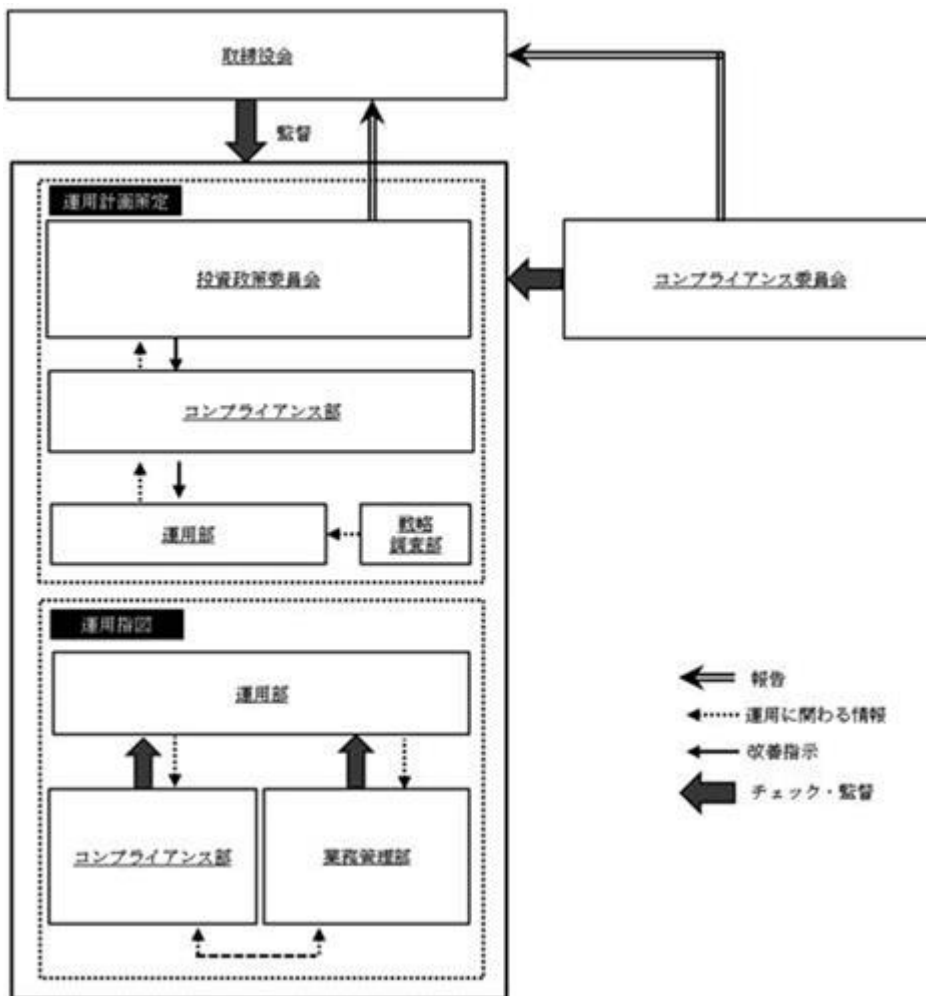 取締役会
監督
運用計画策定
投資政策委員会
コンプライアンス委員会
コンプライアンス部
運用部
戦略
調査部
運用指図
運用部
コンプライアンス部
業務管理部
報告
運用に関わる情報
改善指示
チェック・監督